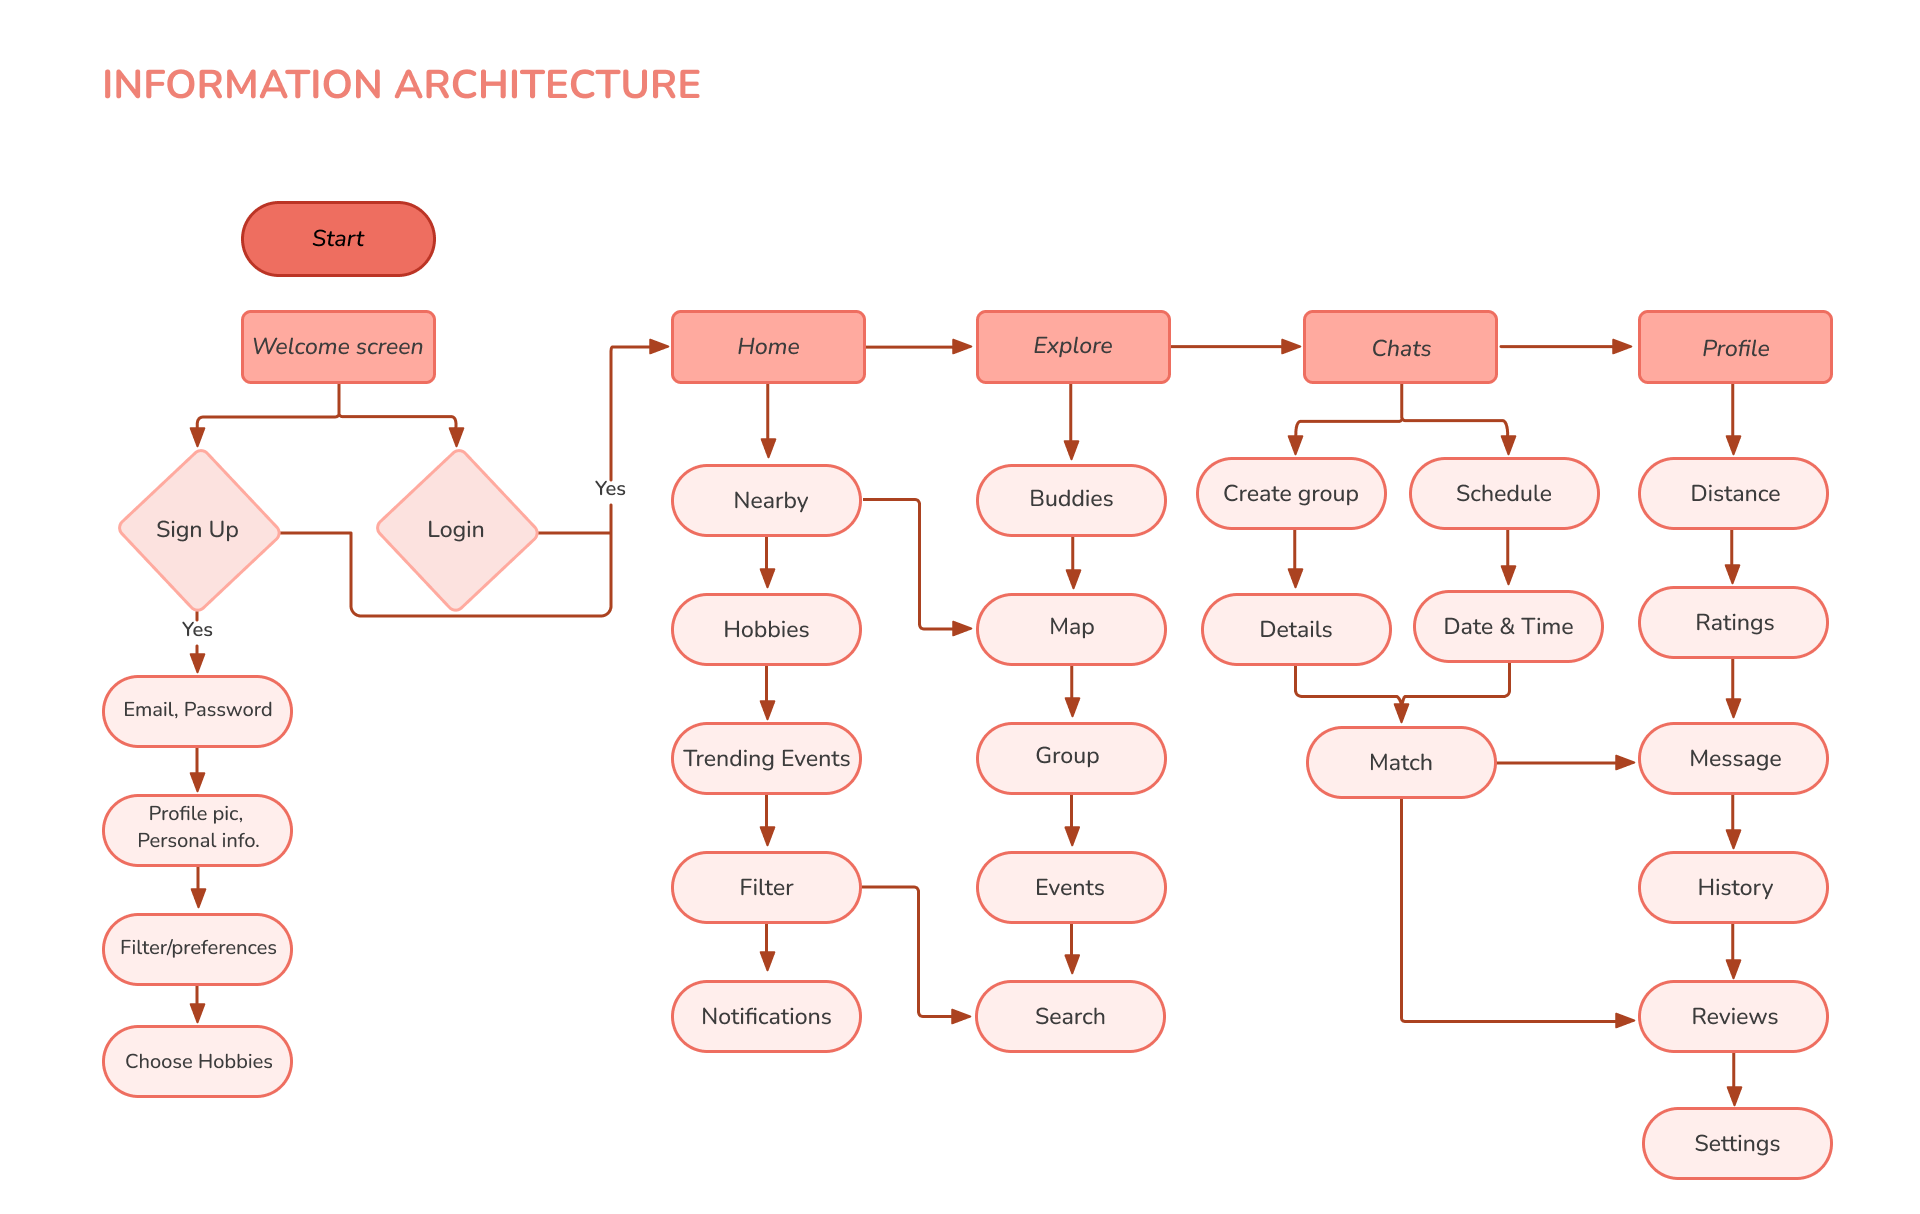 INFORMATION ARCHITECTURE
Start
Welcome screen
Home
Explore
Chats
Profile
Sign Up
Login
Yes
Yes
Email, Password
Profile pic,
Personal info.
Filter/preferences
Choose Hobbies
Nearby
Hobbies
Trending Events
Filter
Notifications
Buddies
Map
Group
Events
Search
Create group
Schedule
Details
Date & Time
Match
Distance
Ratings
Message
History
Reviews
Settings